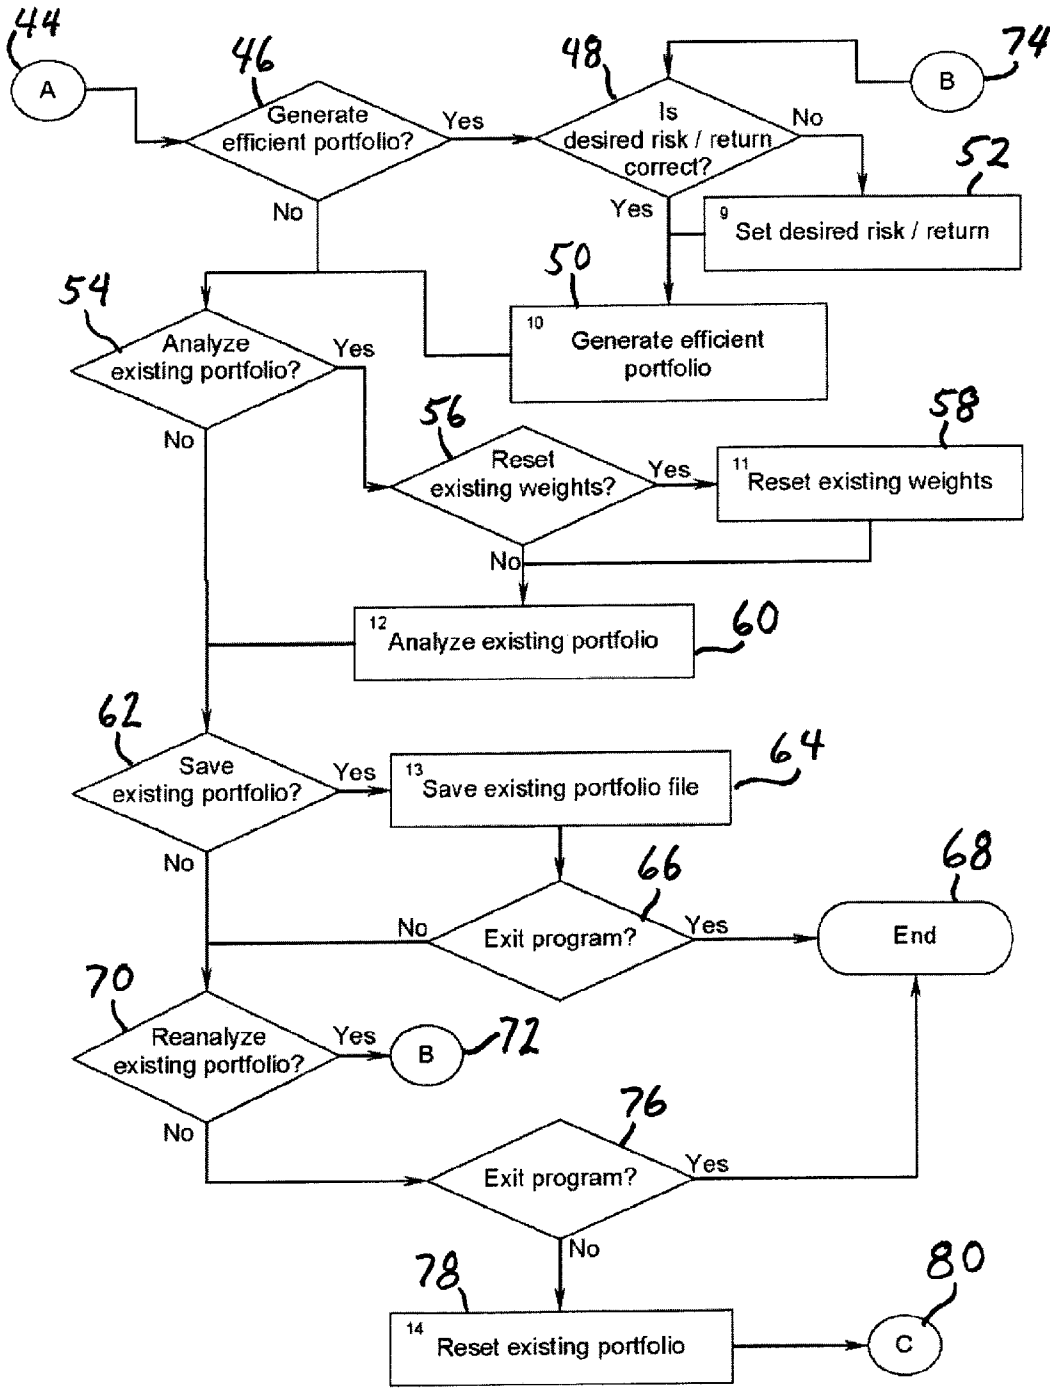 44
A
46
Generate
efficient portfolio?
Yes
No
48
Is
desired risk / return
correct?
No
Yes
B
74
52
9
Set desired risk / return
50
10
Generate efficient
portfolio
54
Analyze
existing portfolio?
Yes
No
56
Reset
existing weights?
Yes
No
58
11
Reset existing weights
12
Analyze existing portfolio
60
62
Save
existing portfolio?
Yes
No
13
Save existing portfolio file
64
66
Exit program?
No
Yes
68
End
70
Reanalyze
existing portfolio?
Yes
No
B
72
76
Exit program?
Yes
No
78
14
Reset existing portfolio
80
C